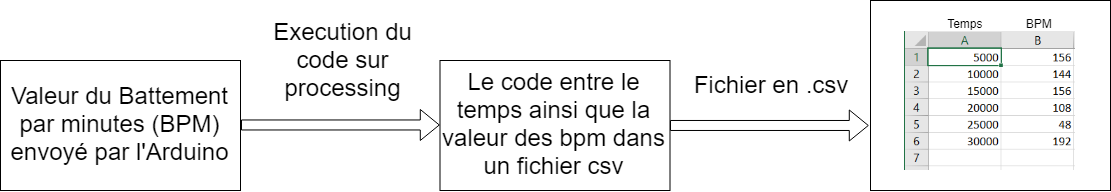 Valeur du Battement
par minutes (BPM)
envoyé par l'Arduino
Execution du
code sur
processing
Le code entre le
temps ainsi que la
valeur des bpm dans
un fichier csv
Fichier en .csv
Temps BPM
A B
1 5000 156
2 10000 144
3 15000 156
4 20000 108
5 25000 48
6 30000 192
7